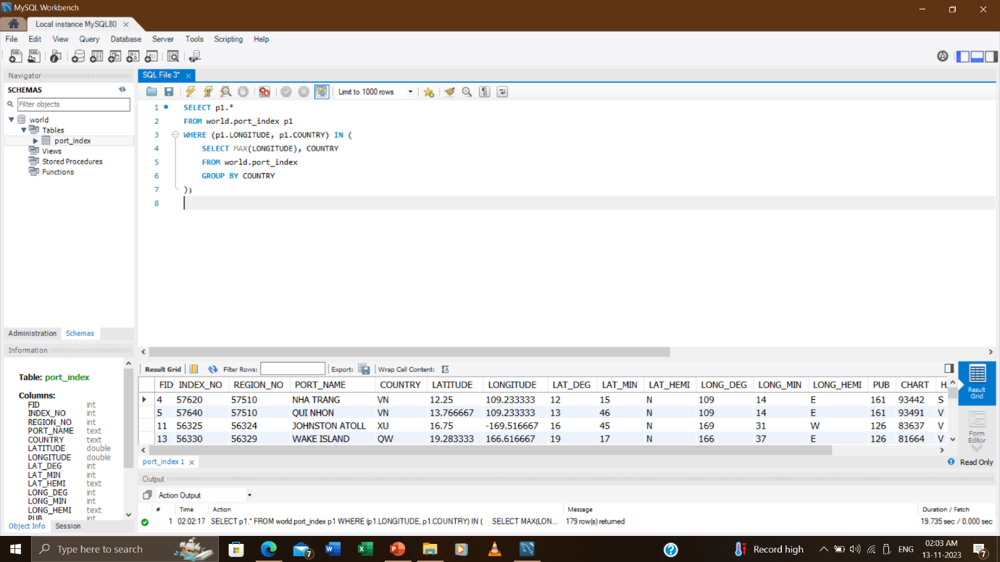 MySQL Workbench
Local instance MySQL80
File Edit View Query Database Server Tools Scripting Help
Navigator
SCHEMAS
Filter objects
world
Tables
port_index
Views
Stored Procedures
Functions
Administration Schemas
Information
Table: port_index
Columns:
FID int
INDEX_NO int
REGION_NO int
PORT_NAME text
COUNTRY text
LATITUDE double
LONGITUDE double
LAT_DEG int
LAT_MIN int
LAT_HEMI text
LONG_DEG int
LONG_MIN int
LONG_HEMI text
PUB int
Object Info Session
SQL File 3*
Limit to 1000 rows
1 SELECT p1.*
2 FROM world.port_index p1
3 WHERE (p1.LONGITUDE, p1.COUNTRY) IN (
4 SELECT MAX(LONGITUDE), COUNTRY
5 FROM world.port_index
6 GROUP BY COUNTRY
7 );
8
Result Grid Filter Rows: Export: Wrap Cell Content:
FID INDEX_NO REGION_NO PORT_NAME COUNTRY LATITUDE LONGITUDE LAT_DEG LAT_MIN LAT_HEMI LONG_DEG LONG_MIN LONG_HEMI PUB CHART
4 57620 57510 NHA TRANG VN 12.25 109.233333 12 15 N 109 14 E 161 93442 S
5 57640 57510 QUI NHON VN 13.766667 109.233333 13 46 N 109 14 E 161 93491 V
11 56325 56324 JOHNSTON ATOLL XU 16.75 -169.516667 16 45 N 169 31 W 126 83637 V
13 56330 56329 WAKE ISLAND QW 19.283333 166.616667 19 17 N 166 37 E 126 81664 V
Result Grid
Form Editor
port_index 1
Read Only
Output
Action Output
# Time Action Message Duration / Fetch
1 02:02:17 SELECT p1.* FROM world.port_index p1 WHERE (p1.LONGITUDE, p1.COUNTRY) IN ( SELECT MAX(LON... 179 row(s) returned 19.735 sec / 0.000 sec
Type here to search
7
Record high
ENG
02:03 AM
13-11-2023
7